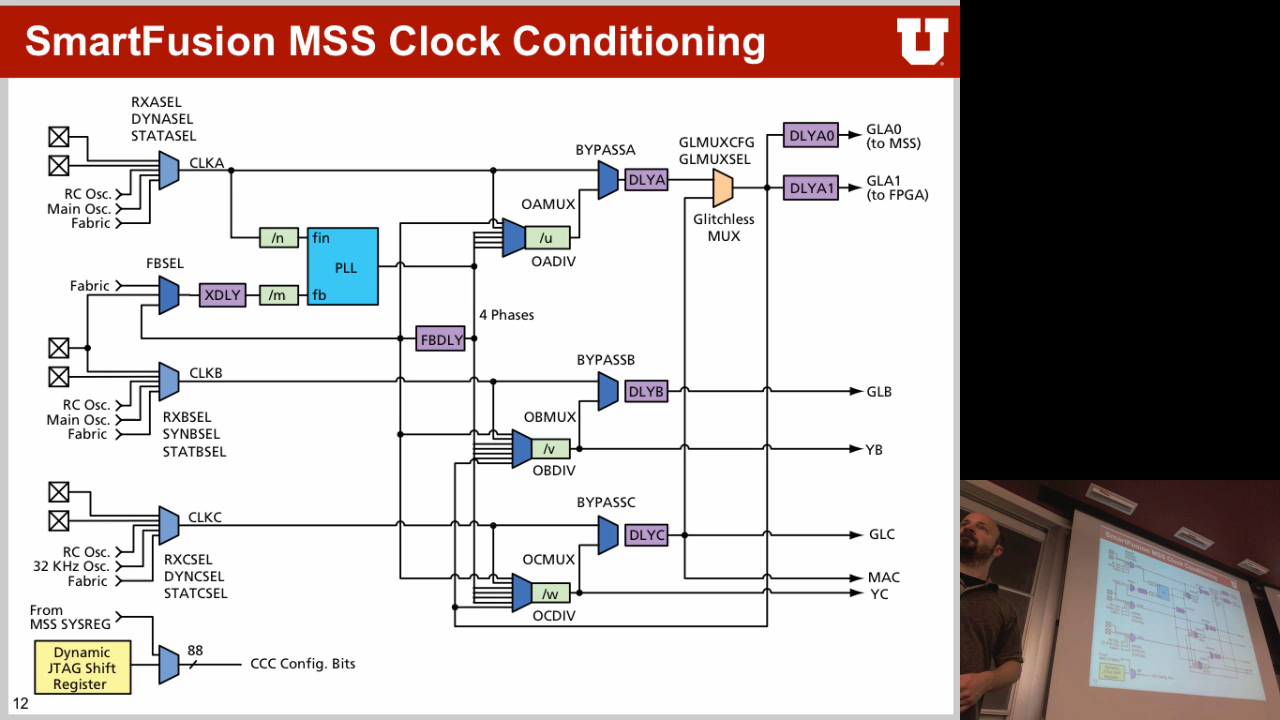 SmartFusion MSS Clock Conditioning
U
RXASEL
DYNASEL
STATASEL
CLKA
RC Osc.
Main Osc.
Fabric
/n
fin
PLL
fb
FBSEL
Fabric
XDLY
/m
FBDLY
4 Phases
BYPASSA
DLYA
OAMUX
/u
OADIV
GLMUXCFG
GLMUXSEL
Glitchless
MUX
DLYA0
GLA0
(to MSS)
DLYA1
GLA1
(to FPGA)
CLKB
RC Osc.
Main Osc.
Fabric
RXBSEL
SYNBSEL
STATBSEL
BYPASSB
DLYB
GLB
OBMUX
/v
OBDIV
YB
CLKC
RC Osc.
32 KHz Osc.
Fabric
RXCSEL
DYNCSEL
STATCSEL
BYPASSC
DLYC
GLC
OCMUX
/w
OCDIV
MAC
YC
From
MSS SYSREG
Dynamic
JTAG Shift
Register
88
CCC Config. Bits
12
SmartFusion MSS Clock Conditioning